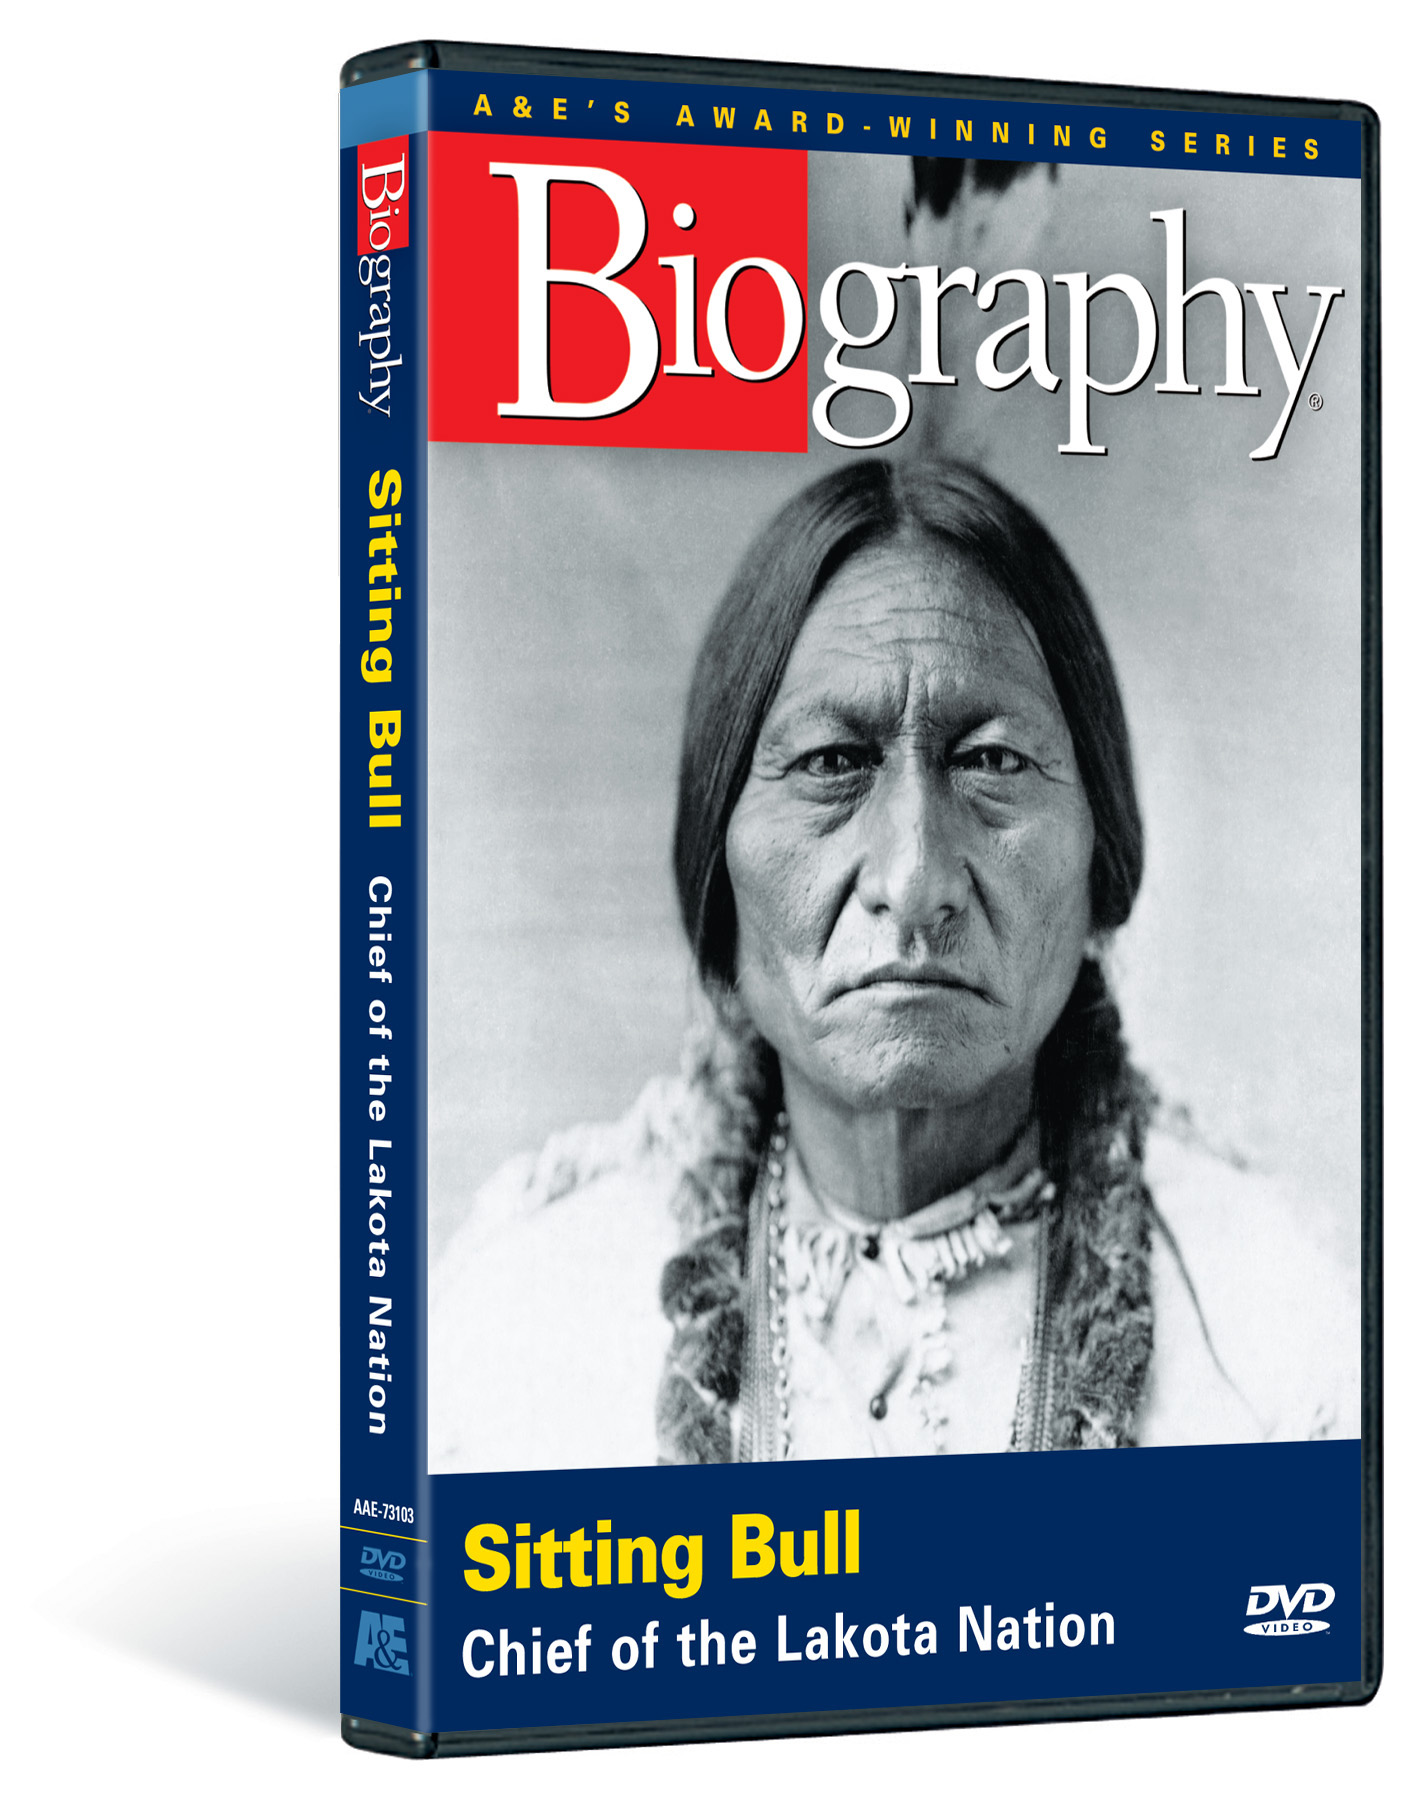 A&E'S AWARD-WINNING SERIES
Biography®
Sitting Bull
Chief of the Lakota Nation
DVD
VIDEO
Biography
Sitting Bull Chief of the Lakota Nation
AAE-73103
DVD
VIDEO
A&E